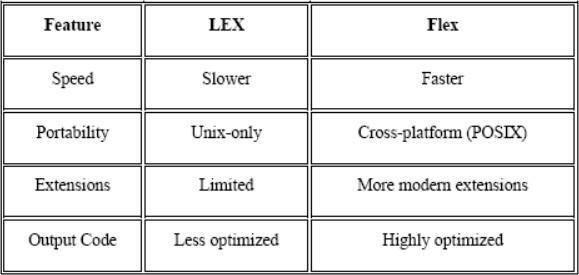 Feature LEX Flex
Speed Slower Faster
Portability Unix-only Cross-platform (POSIX)
Extensions Limited More modern extensions
Output Code Less optimized Highly optimized